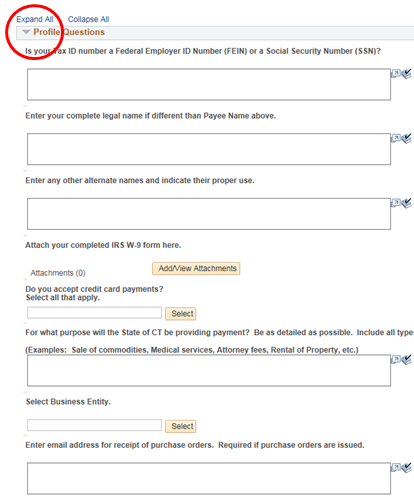 Expand All Collapse All
Profile Questions
Is your Tax ID number a Federal Employer ID Number (FEIN) or a Social Security Number (SSN)?
Enter your complete legal name if different than Payee Name above.
Enter any other alternate names and indicate their proper use.
Attach your completed IRS W-9 form here.
Attachments (0) Add/View Attachments
Do you accept credit card payments?
Select all that apply.
Select
For what purpose will the State of CT be providing payment? Be as detailed as possible. Include all type
(Examples: Sale of commodities, Medical services, Attorney fees, Rental of Property, etc.)
Select Business Entity.
Select
Enter email address for receipt of purchase orders. Required if purchase orders are issued.